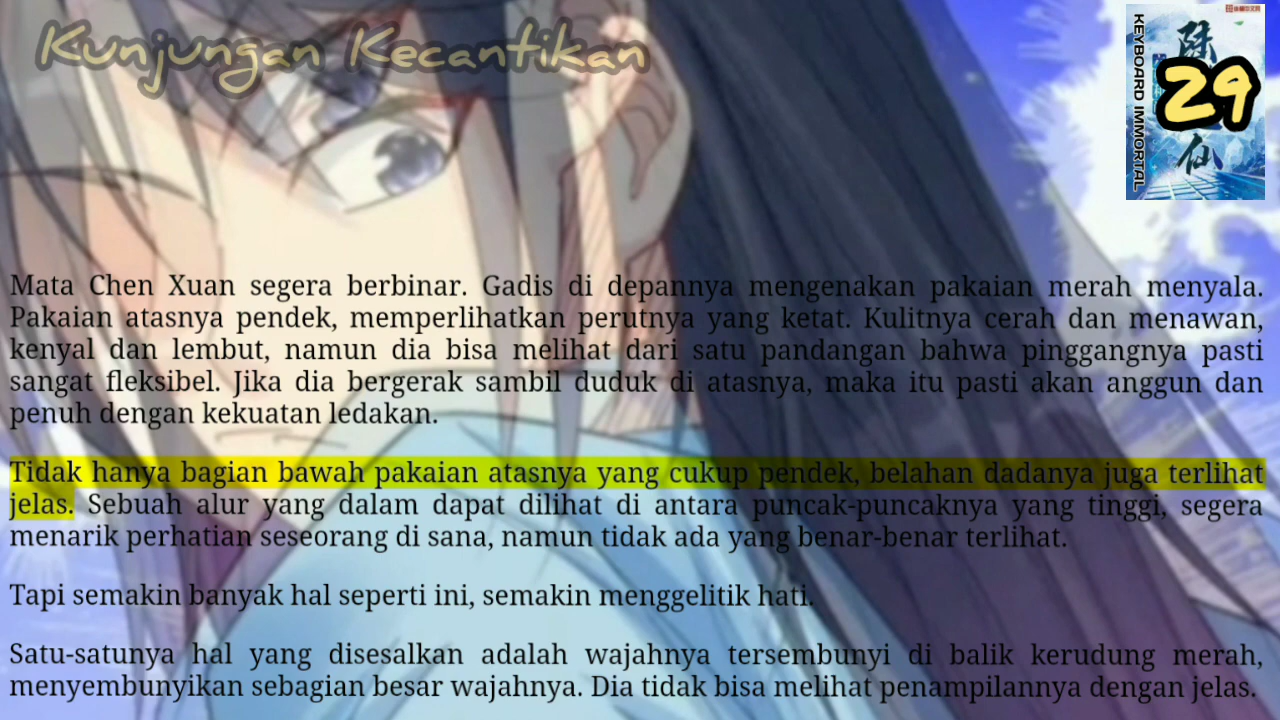 Kunjungan Kecantikan
29
KEYBOARD IMMORTAL
仙
Mata Chen Xuan segera berbinar. Gadis di depannya mengenakan pakaian merah menyala.
Pakaian atasnya pendek, memperlihatkan perutnya yang ketat. Kulitnya cerah dan menawan,
kenyal dan lembut, namun dia bisa melihat dari satu pandangan bahwa pinggangnya pasti
sangat fleksibel. Jika dia bergerak sambil duduk di atasnya, maka itu pasti akan anggun dan
penuh dengan kekuatan ledakan.
Tidak hanya bagian bawah pakaian atasnya yang cukup pendek, belahan dadanya juga terlihat
jelas. Sebuah alur yang dalam dapat dilihat di antara puncak-puncaknya yang tinggi, segera
menarik perhatian seseorang di sana, namun tidak ada yang benar-benar terlihat.
Tapi semakin banyak hal seperti ini, semakin menggelitik hati.
Satu-satunya hal yang disesalkan adalah wajahnya tersembunyi di balik kerudung merah,
menyembunyikan sebagian besar wajahnya. Dia tidak bisa melihat penampilannya dengan jelas.